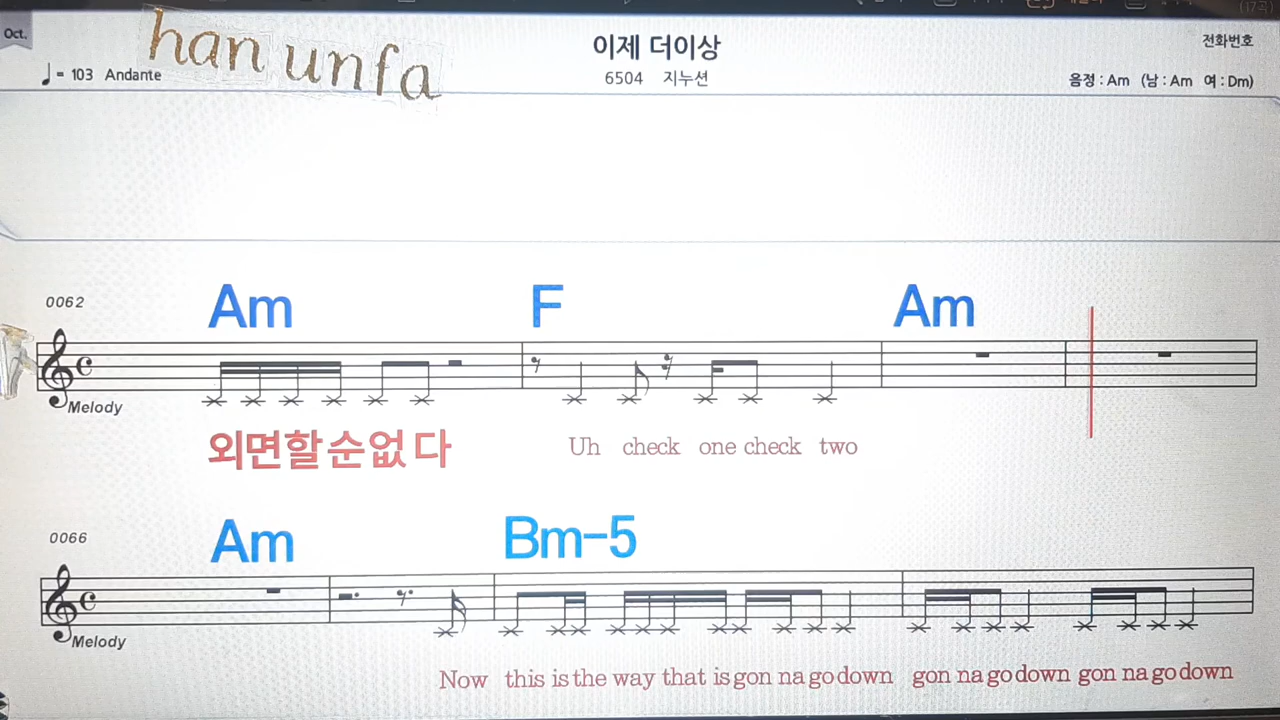 Oct.
han unfa
이제 더이상
전화번호
♩ = 103 Andante
6504 지누션
음정 : Am (남 : Am 여 : Dm)
0062
Am F Am
Melody
외면할순없다 Uh check one check two
0066
Am Bm-5
Melody
Now this is the way that is gon na go down gon na go down gon na go down